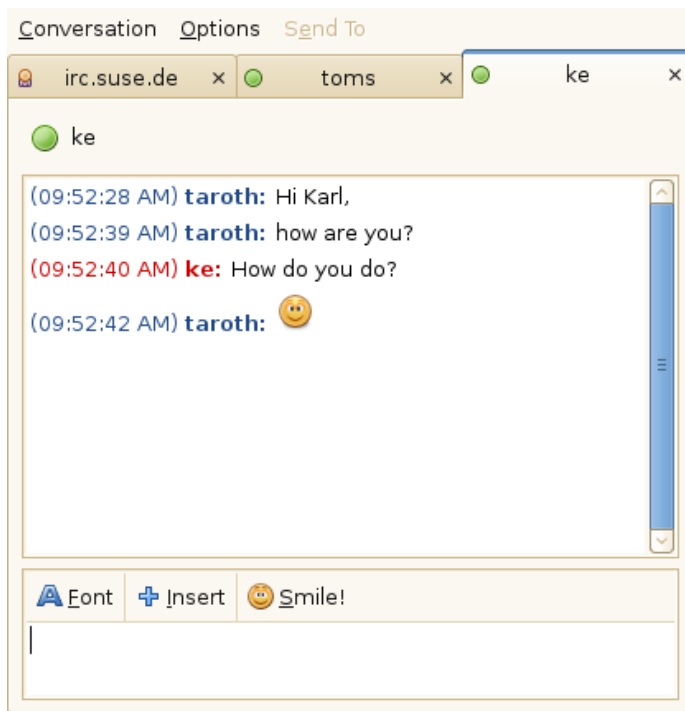 Conversation Options Send To
irc.suse.de toms ke
ke
(09:52:28 AM) taroth: Hi Karl,
(09:52:39 AM) taroth: how are you?
(09:52:40 AM) ke: How do you do?
(09:52:42 AM) taroth:
Font Insert Smile!